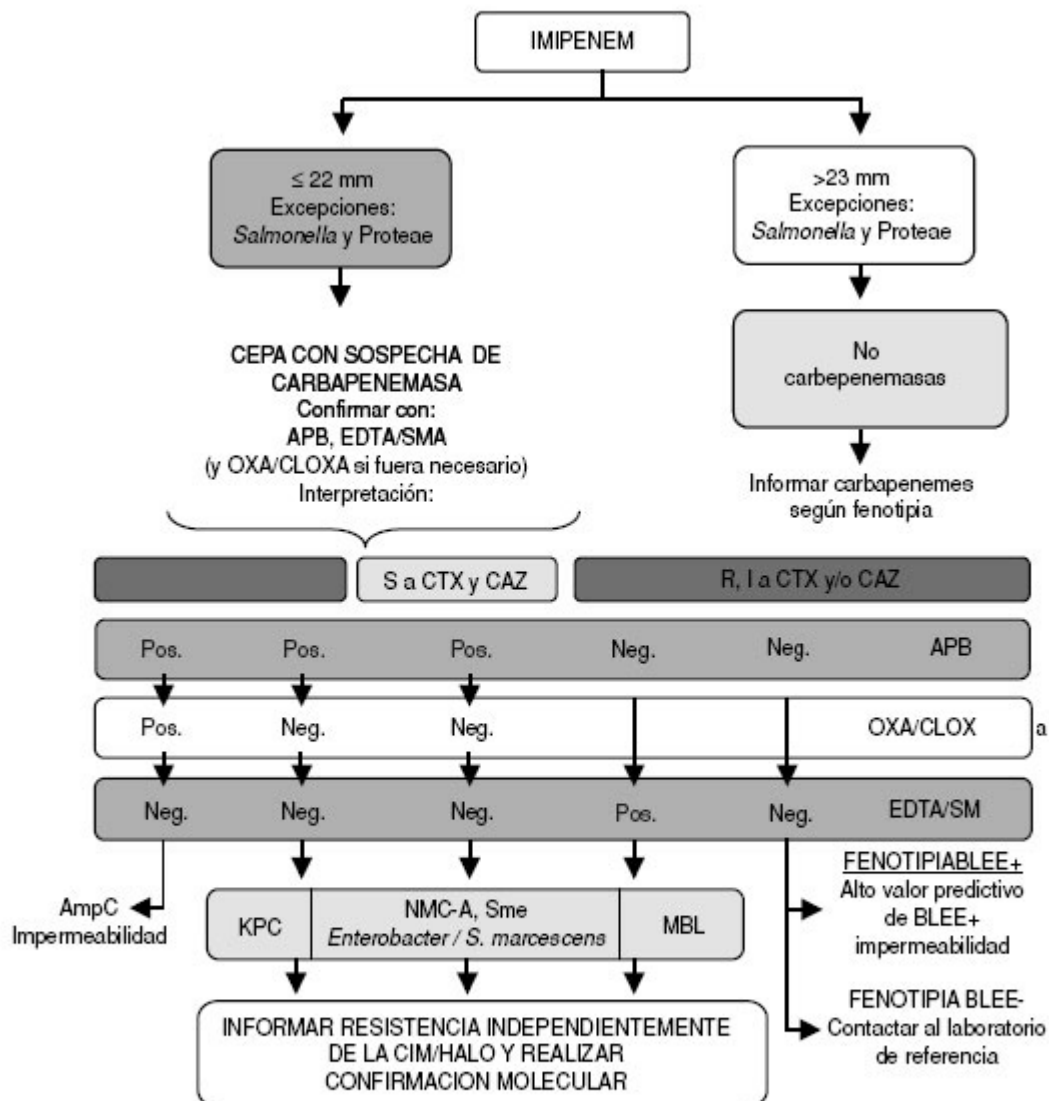 IMIPENEM
≤ 22 mm
Excepciones:
Salmonella y Proteae
>23 mm
Excepciones:
Salmonella y Proteae
CEPA CON SOSPECHA DE
CARBAPENEMASA
Confirmar con:
APB, EDTA/SMA
(y OXA/CLOXA si fuera necesario)
Interpretación:
No
carbepenemasas
Informar carbapenemes
según fenotipia
S a CTX y CAZ
R, I a CTX y/o CAZ
Pos. Pos. Pos. Neg. Neg. APB
Pos. Neg. Neg. OXA/CLOX a
Neg. Neg. Neg. Pos. Neg. EDTA/SM
AmpC
Impermeabilidad
KPC
NMC-A, Sme
Enterobacter / S. marcescens
MBL
FENOTIPIABLEE+
Alto valor predictivo
de BLEE+
impermeabilidad
FENOTIPIA BLEE-
Contactar al laboratorio
de referencia
INFORMAR RESISTENCIA INDEPENDIENTEMENTE
DE LA CIM/HALO Y REALIZAR
CONFIRMACION MOLECULAR